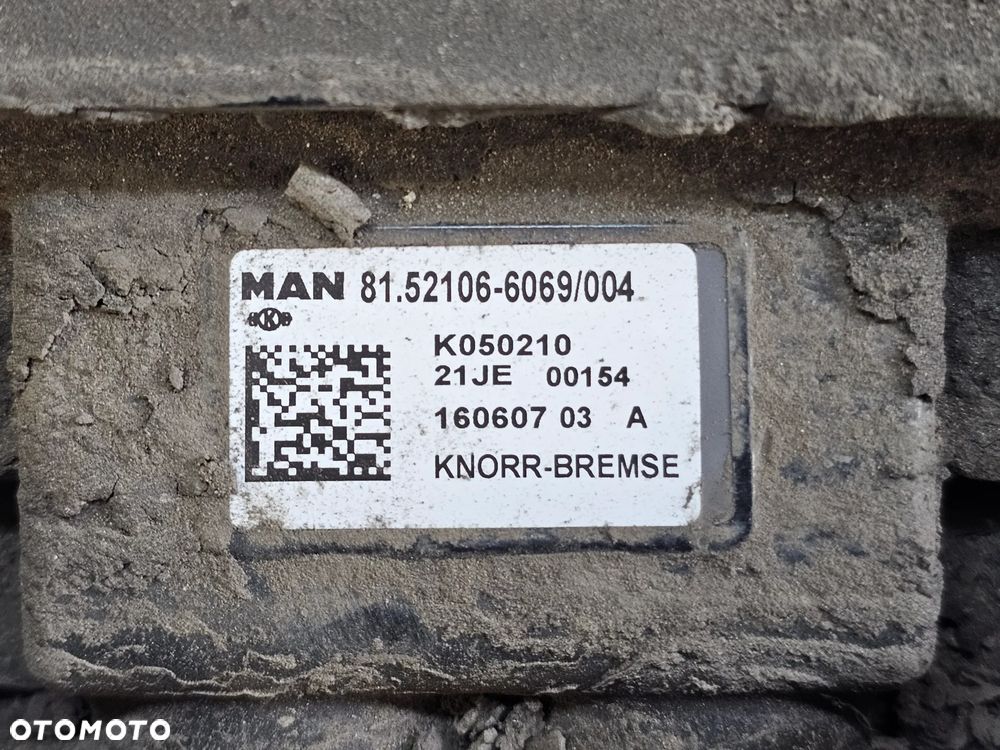 MAN 81.52106-6069/004
K
K050210
21JE 00154
160607 03 A
KNORR-BREMSE
OTOMOTO